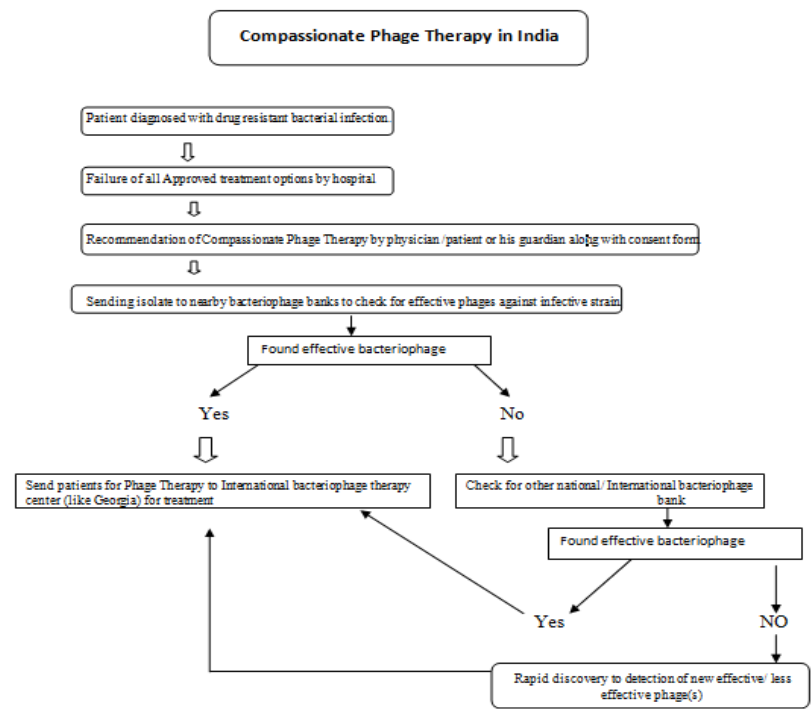 Compassionate Phage Therapy in India
Patient diagnosed with drug resistant bacterial infection.
Failure of all Approved treatment options by hospital
Recommendation of Compassionate Phage Therapy by physician /patient or his guardian along with consent form
Sending isolate to nearby bacteriophage banks to check for effective phages against infective strain
Found effective bacteriophage
Yes
No
Send patients for Phage Therapy to International bacteriophage therapy
center (like Georgia) for treatment
Check for other national/ International bacteriophage
bank
Found effective bacteriophage
Yes
NO
Rapid discovery to detection of new effective/ less
effective phage(s)